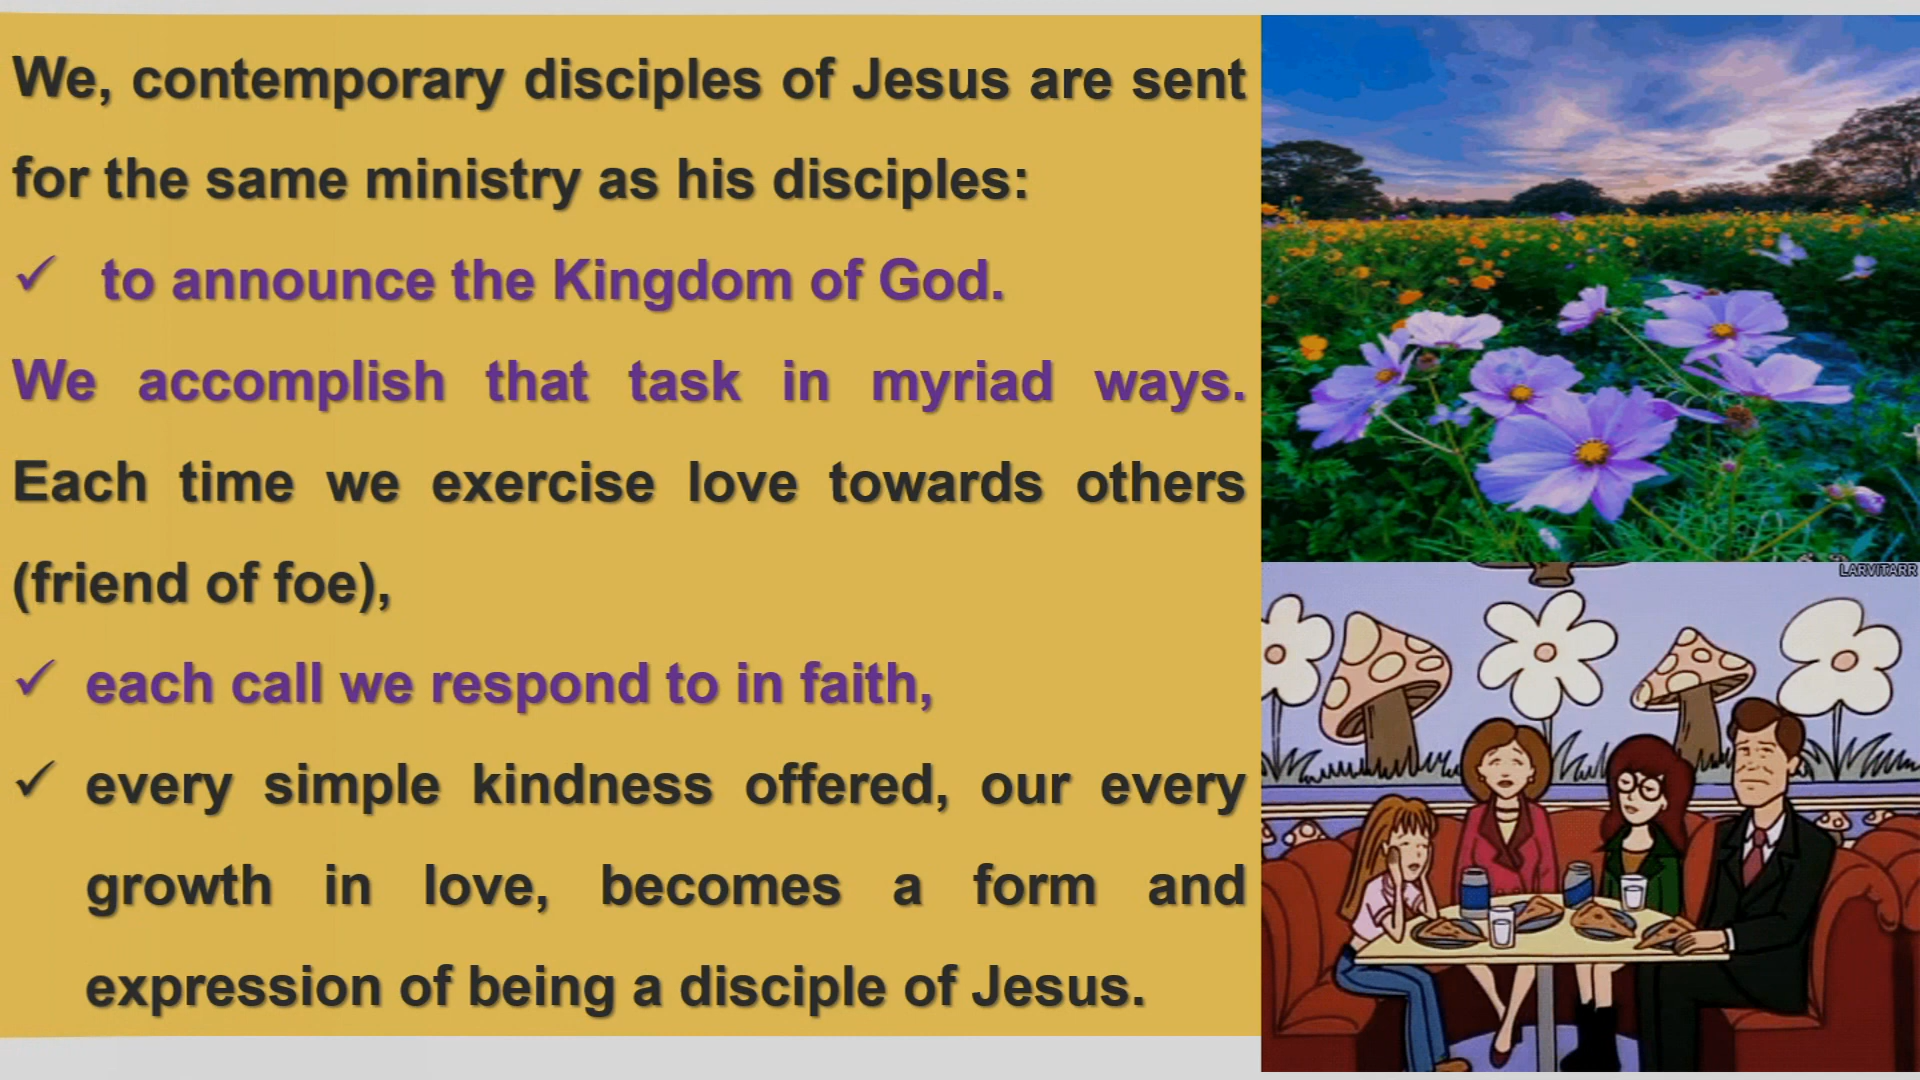 We, contemporary disciples of Jesus are sent
for the same ministry as his disciples:
✓ to announce the Kingdom of God.
We accomplish that task in myriad ways.
Each time we exercise love towards others
(friend of foe),
✓ each call we respond to in faith,
✓ every simple kindness offered, our every
growth in love, becomes a form and
expression of being a disciple of Jesus.
LARVITARR